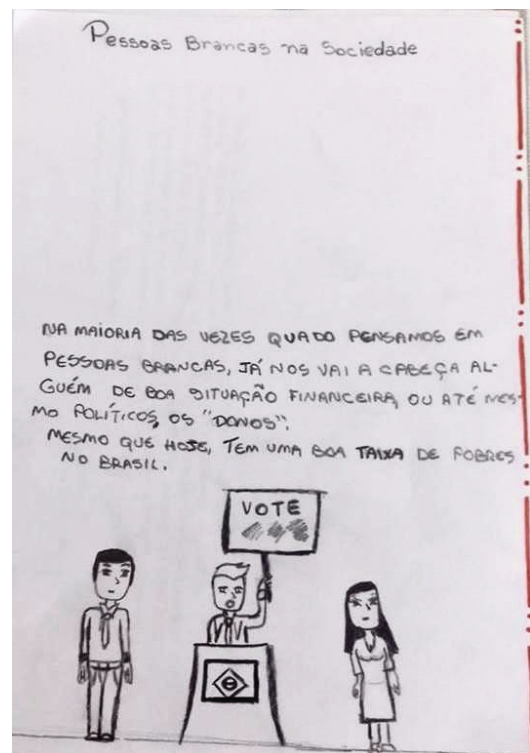 Pessoas Brancas na Sociedade
NA MAIORIA DAS VEZES QUADO PENSAMOS EM
PESSOAS BRANCAS, JÁ NOS VAI A CABEÇA AL-
GUÉM DE BOA SITUAÇÃO FINANCEIRA, OU ATÉ MES-
MO POLÍTICOS, OS "DONOS".
MESMO QUE HOJE, TEM UMA BOA TAIXA DE POBRES
NO BRASIL.
VOTE